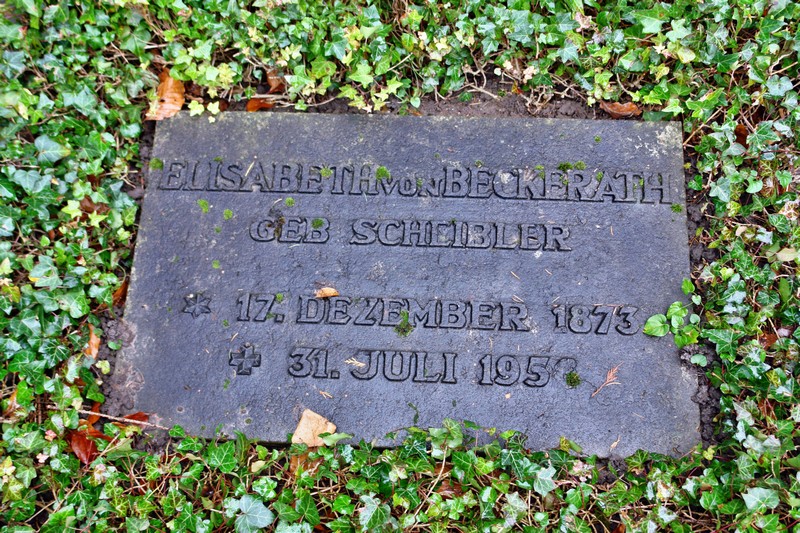 ELISABETH VON BECKERATH
GEB SCHEIBLER
17. DEZEMBER 1873
31. JULI